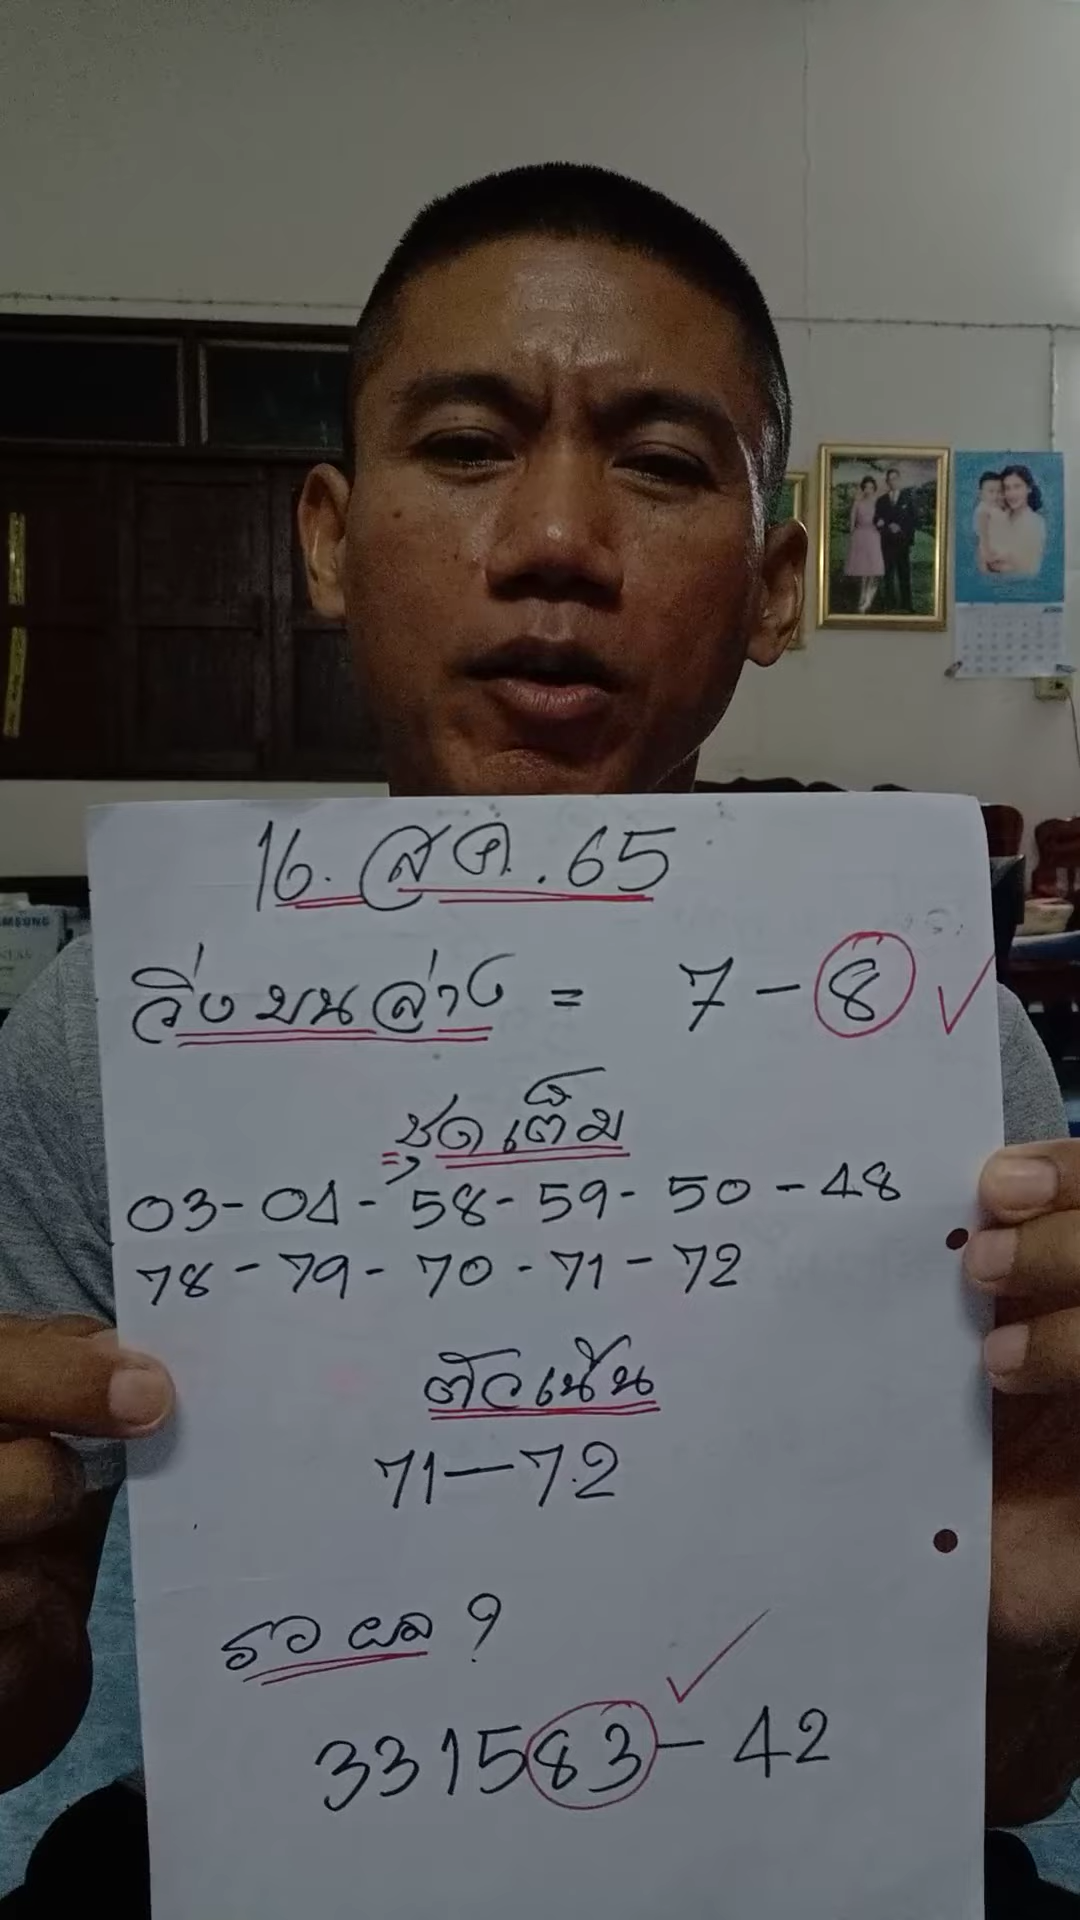 16. ส.ค. 65
วิ่งบนล่าง = 7 - 8
ชุดเต็ม
03 - 04 - 58 - 59 - 50 - 48
78 - 79 - 70 - 71 - 72
ตัวเน้น
71 - 72
รอผล ?
331583 - 42
SAMSUNG